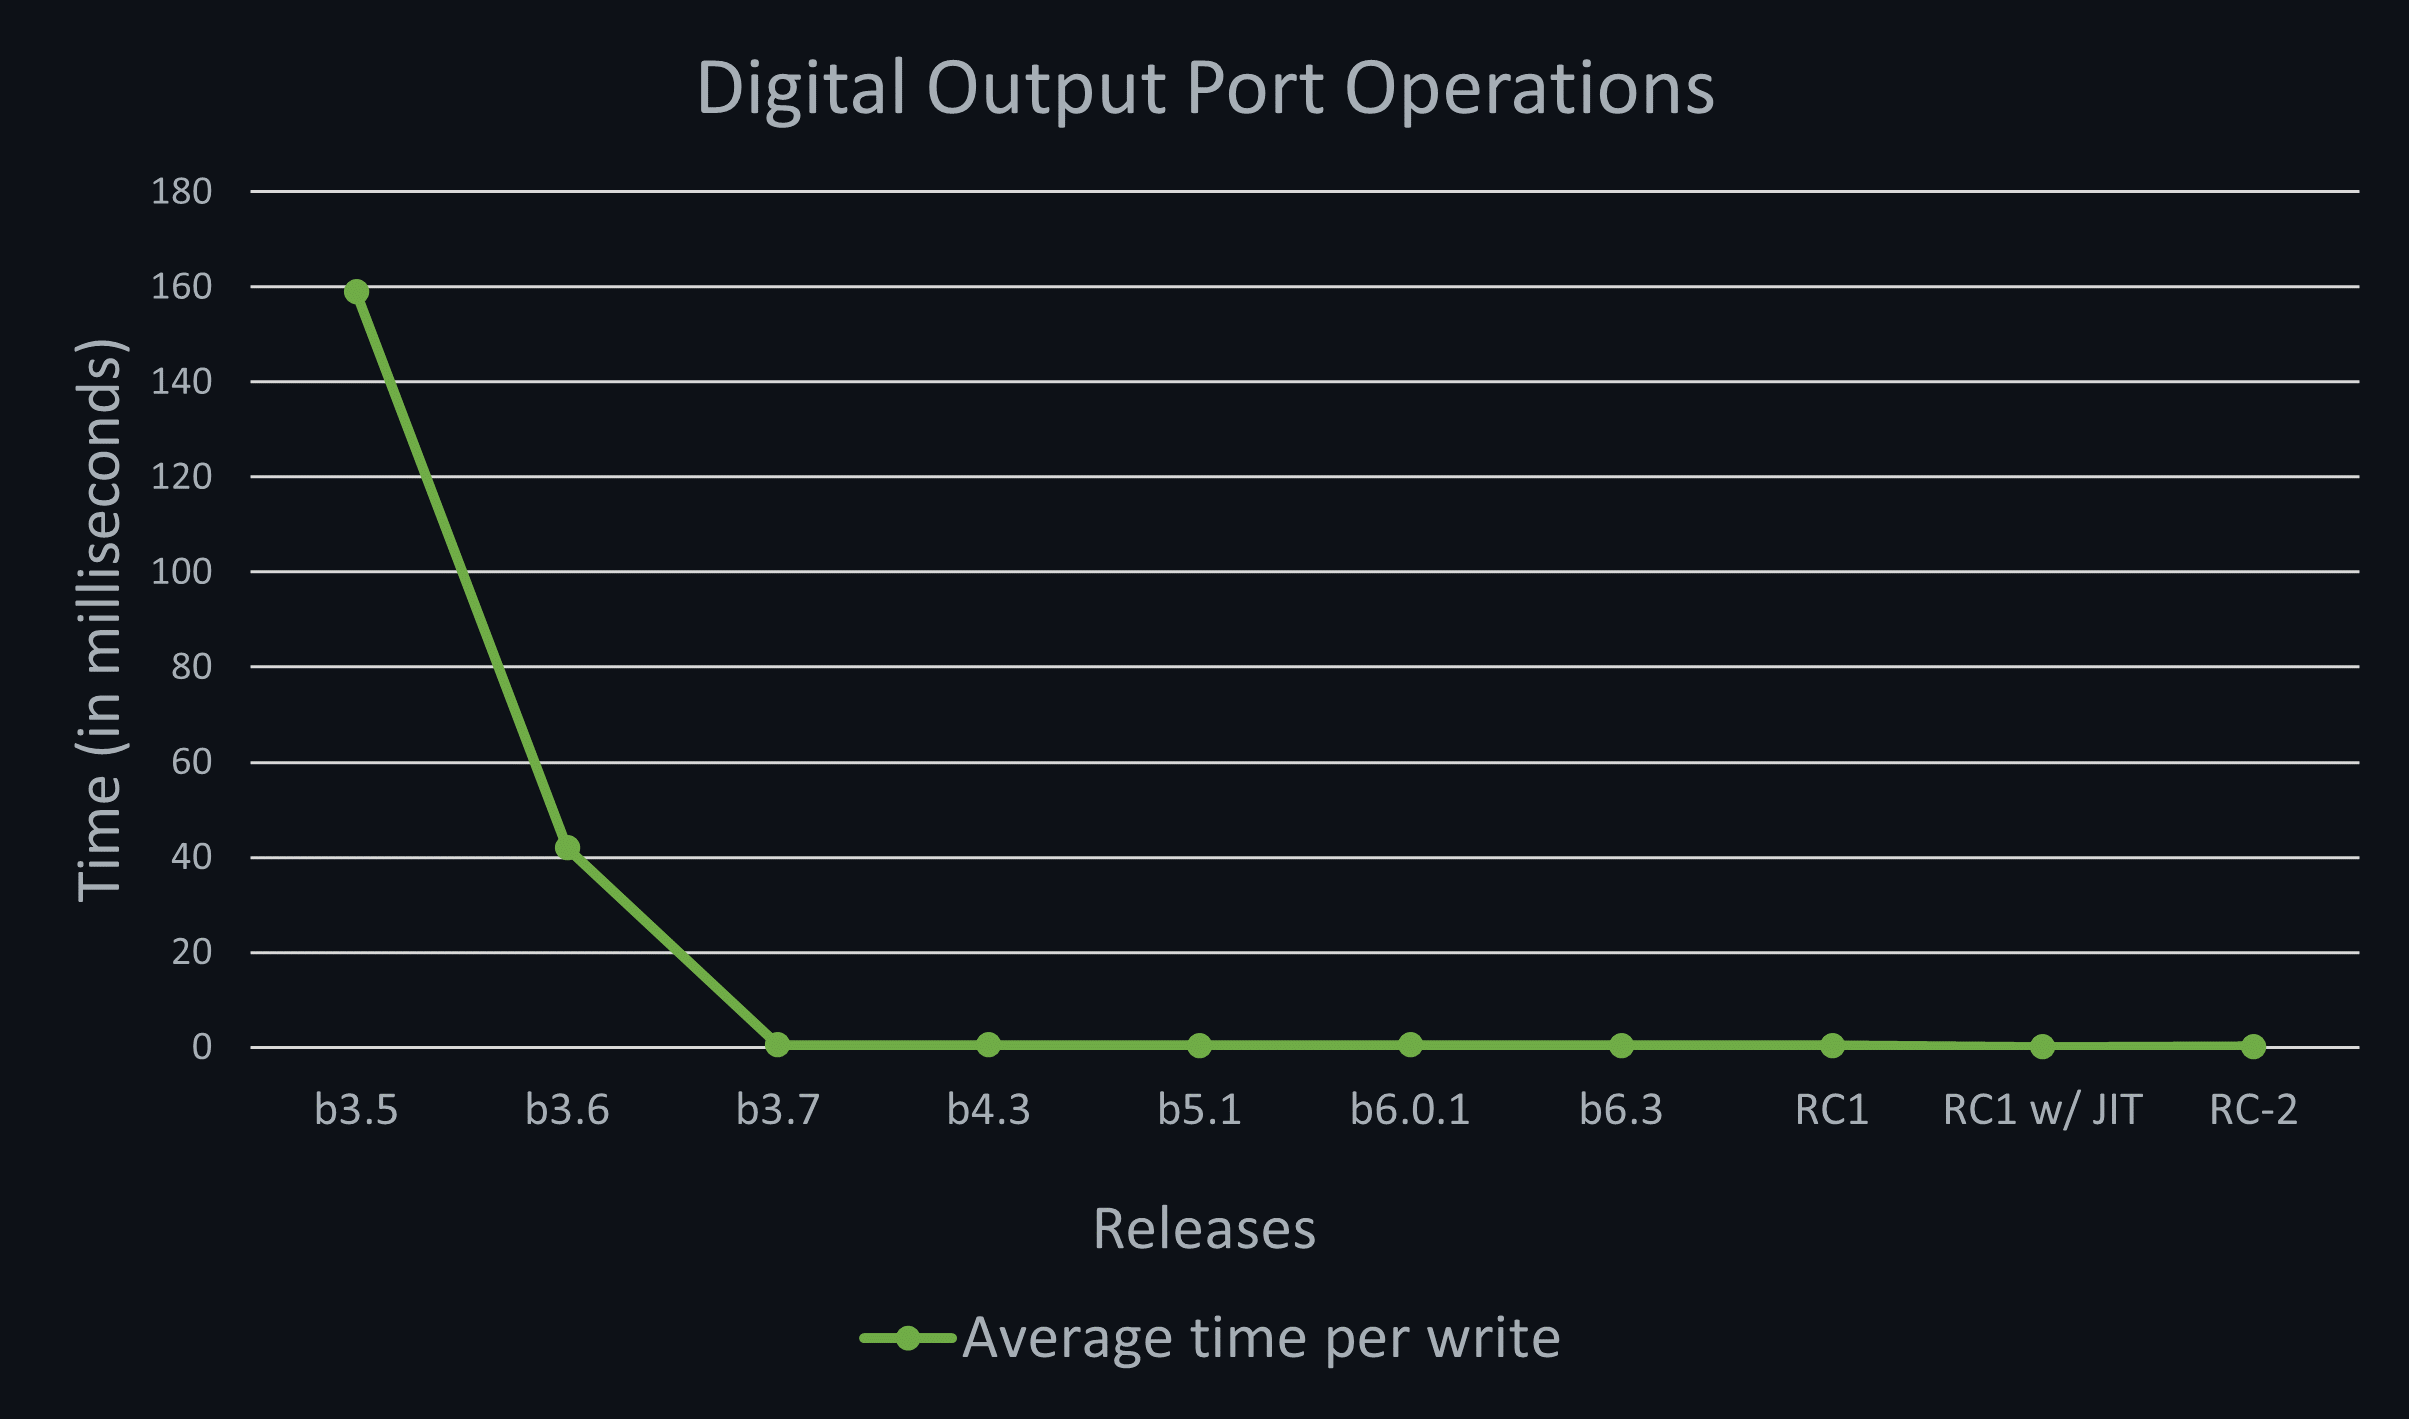 Digital Output Port Operations
180
160
140
120
100
80
60
40
20
0
Time (in milliseconds)
b3.5 b3.6 b3.7 b4.3 b5.1 b6.0.1 b6.3 RC1 RC1 w/ JIT RC-2
Releases
Average time per write